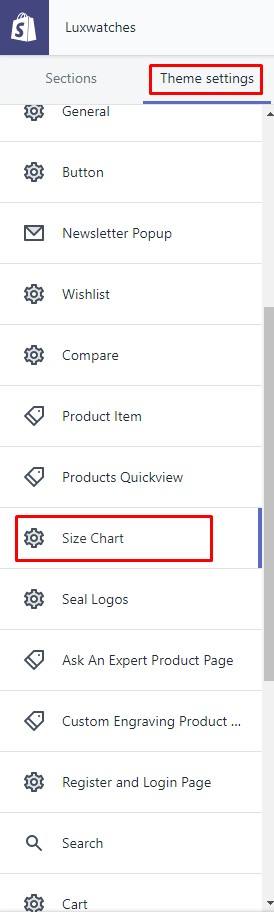 Luxwatches
Sections
Theme settings
General
Button
Newsletter Popup
Wishlist
Compare
Product Item
Products Quickview
Size Chart
Seal Logos
Ask An Expert Product Page
Custom Engraving Product ...
Register and Login Page
Search
Cart